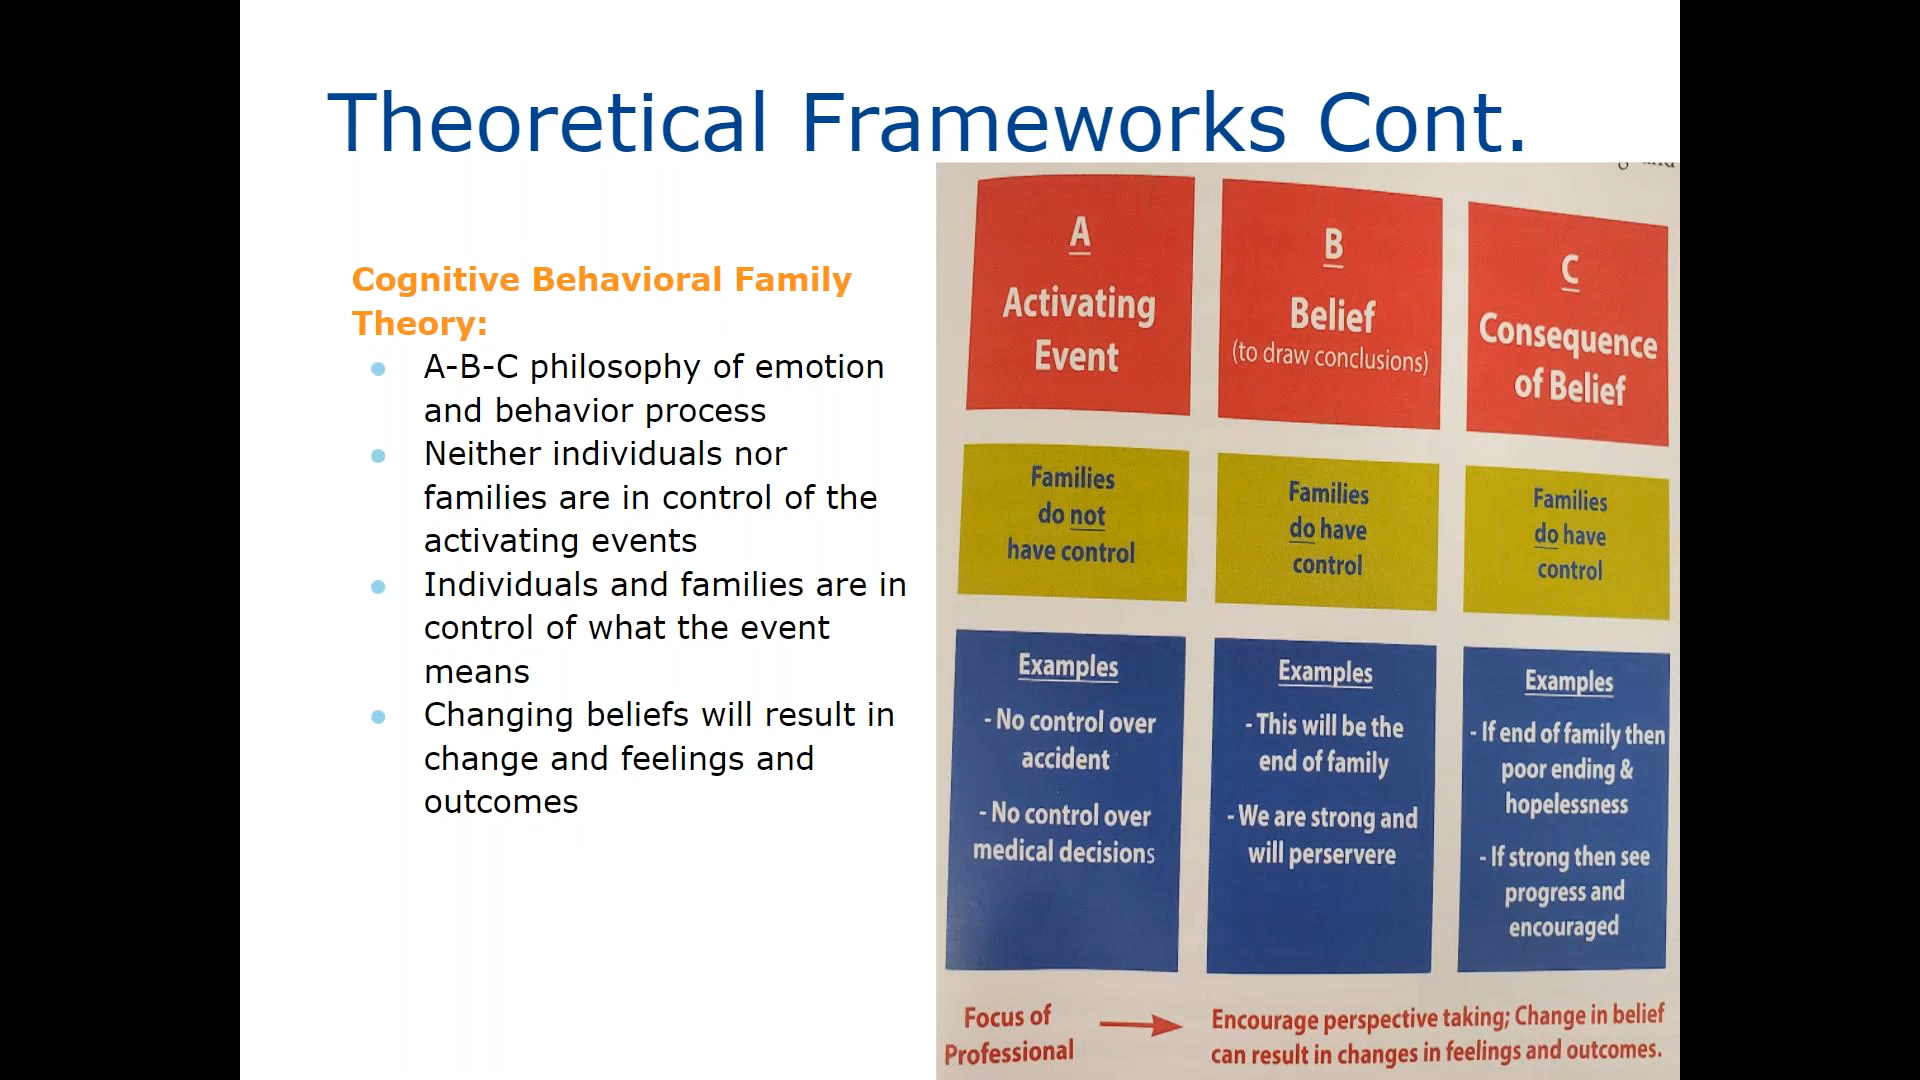 Theoretical Frameworks Cont.
Cognitive Behavioral Family
Theory:
A-B-C philosophy of emotion
and behavior process
Neither individuals nor
families are in control of the
activating events
Individuals and families are in
control of what the event
means
Changing beliefs will result in
change and feelings and
outcomes
A
Activating
Event
Families
do not
have control
Examples
- No control over
accident
- No control over
medical decisions
B
Belief
(to draw conclusions)
Families
do have
control
Examples
- This will be the
end of family
- We are strong and
will perservere
C
Consequence
of Belief
Families
do have
control
Examples
- If end of family then
poor ending &
hopelessness
- If strong then see
progress and
encouraged
Focus of
Professional
Encourage perspective taking; Change in belief
can result in changes in feelings and outcomes.